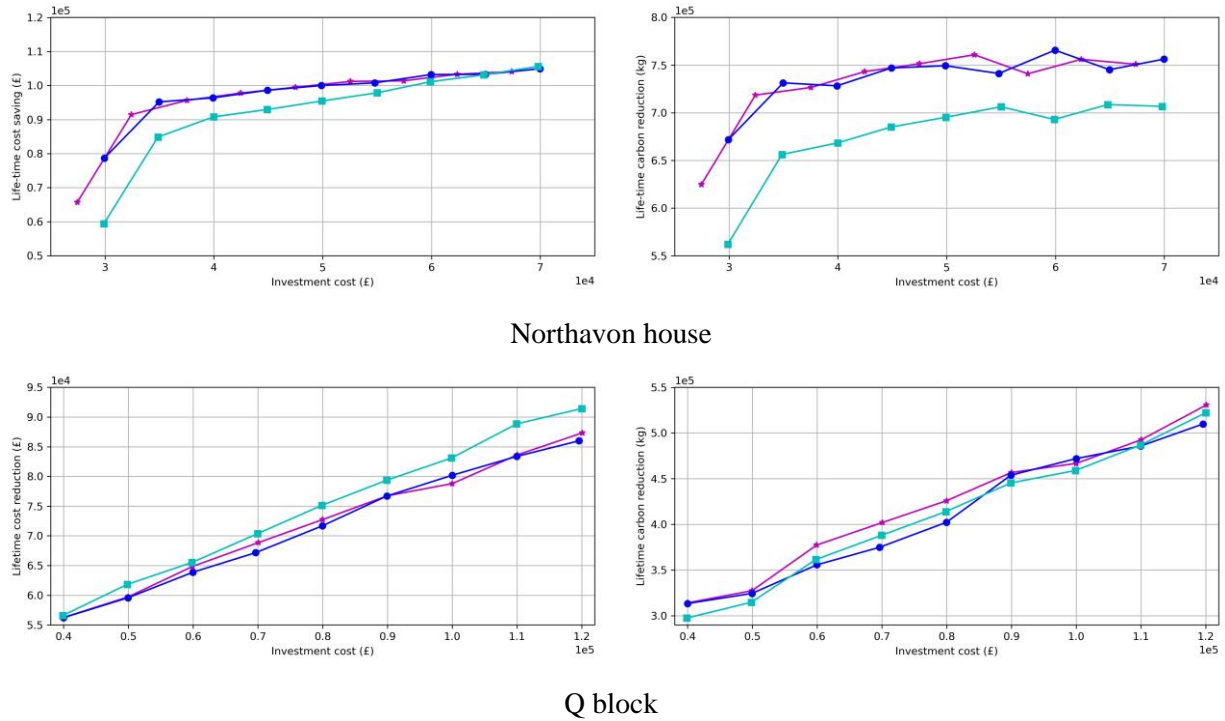 1e5
1.2
1.1
1.0
0.9
0.8
0.7
0.6
0.5
Life-time cost saving (£)
3 4 5 6 7
Investment cost (£)
1e4
1e5
8.0
7.5
7.0
6.5
6.0
5.5
Life-time carbon reduction (kg)
3 4 5 6 7
Investment cost (£)
1e4
Northavon house
1e4
9.5
9.0
8.5
8.0
7.5
7.0
6.5
6.0
5.5
Lifetime cost reduction (£)
0.4 0.5 0.6 0.7 0.8 0.9 1.0 1.1 1.2
Investment cost (£)
1e5
1e5
5.5
5.0
4.5
4.0
3.5
3.0
Lifetime carbon reduction (kg)
0.4 0.5 0.6 0.7 0.8 0.9 1.0 1.1 1.2
Investment cost (£)
1e5
Q block